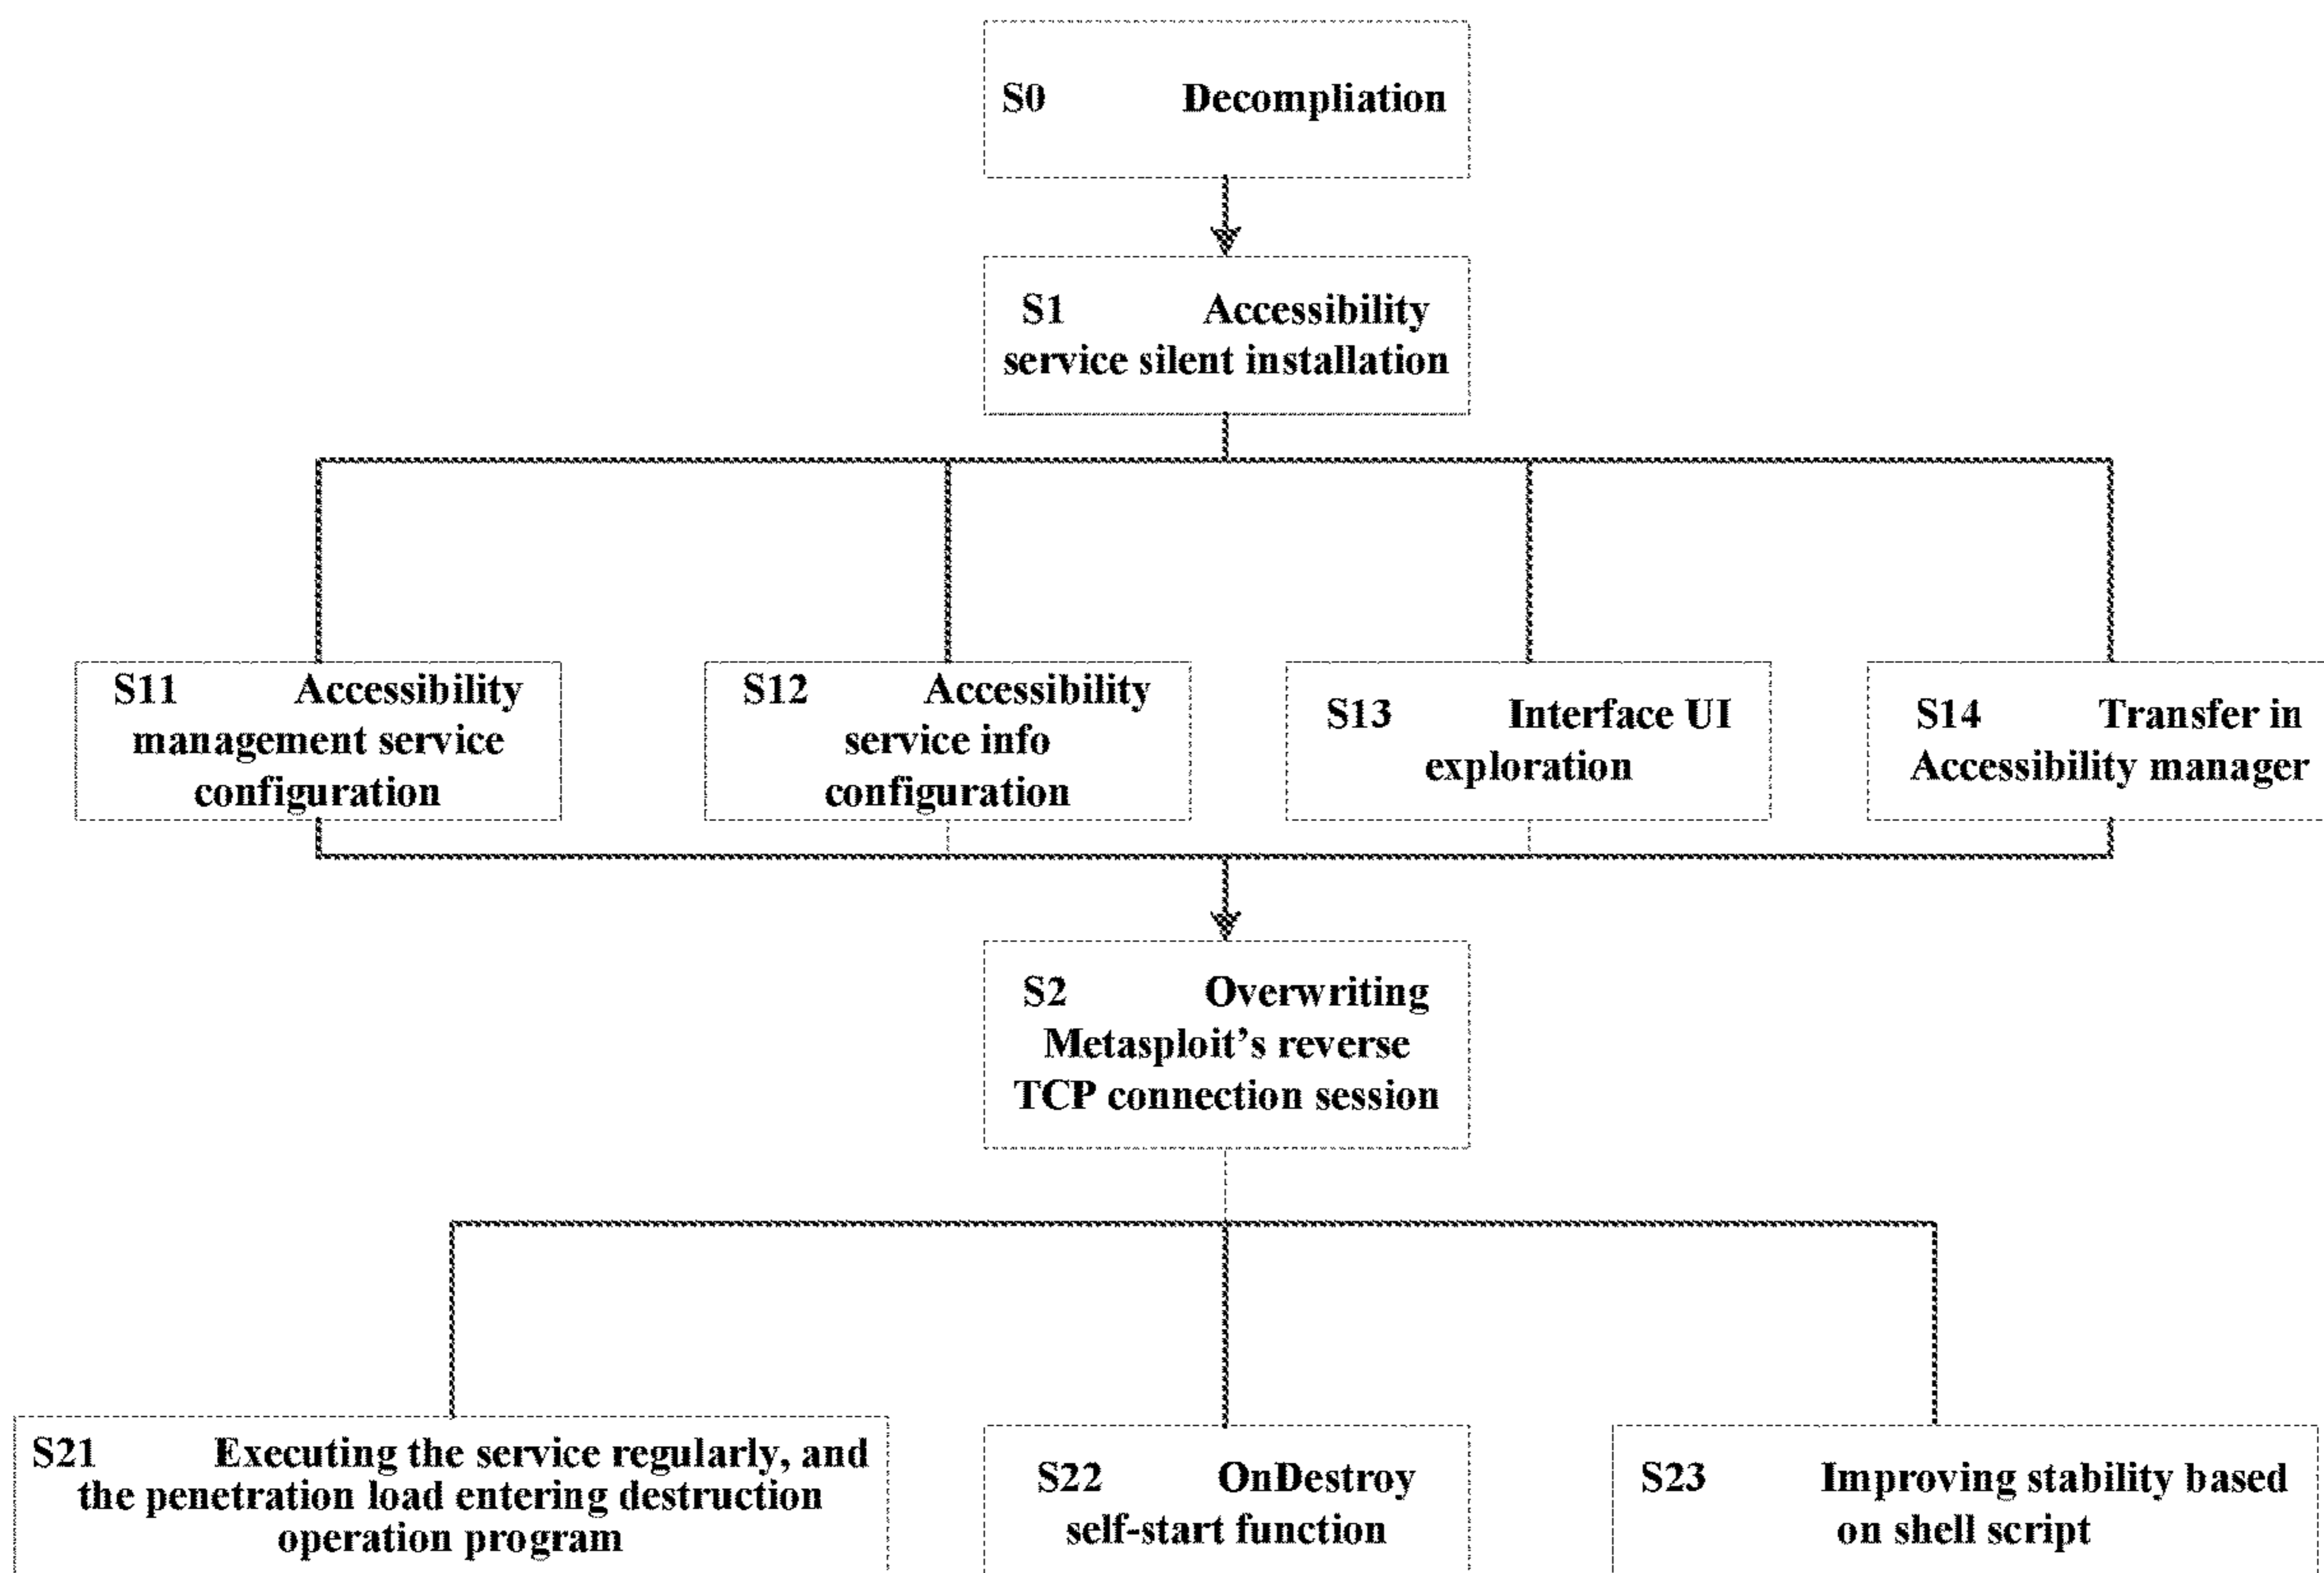 S0 Decompliation
S1 Accessibility
service silent installation
S11 Accessibility
management service
configuration
S12 Accessibility
service info
configuration
S13 Interface UI
exploration
S14 Transfer in
Accessibility manager
S2 Overwriting
Metasploit’s reverse
TCP connection session
S21 Executing the service regularly, and
the penetration load entering destruction
operation program
S22 OnDestroy
self-start function
S23 Improving stability based
on shell script